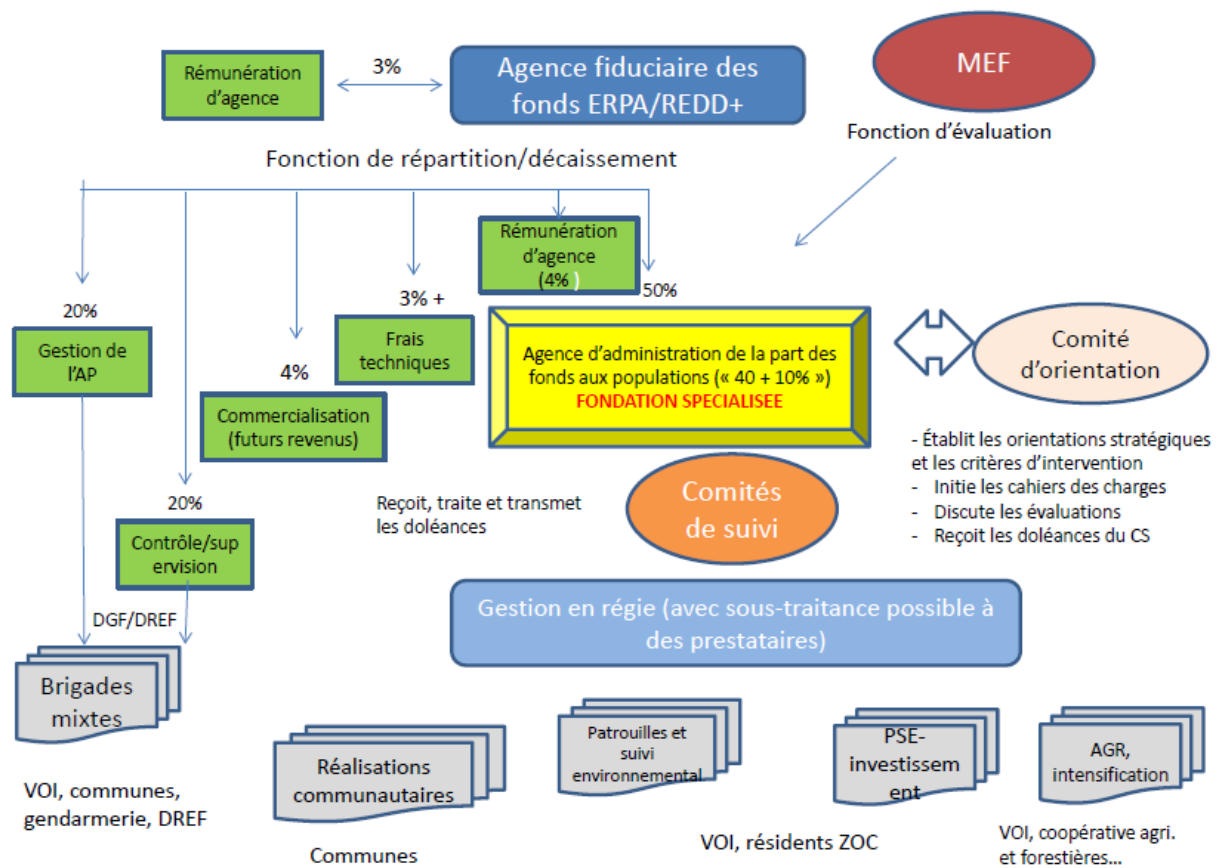 Rémunération
d'agence
3%
Agence fiduciaire des
fonds ERPA/REDD+
MEF
Fonction d'évaluation
Fonction de répartition/décaissement
Rémunération
d'agence
(4% )
50%
3% +
Frais
techniques
20%
Gestion de
l'AP
4%
Commercialisation
(futurs revenus)
Agence d'administration de la part des
fonds aux populations (« 40 + 10% »)
FONDATION SPECIALISEE
Comité
d'orientation
- Établit les orientations stratégiques
et les critères d'intervention
- Initie les cahiers des charges
- Discute les évaluations
- Reçoit les doléances du CS
20%
Contrôle/sup
ervision
Reçoit, traite et transmet
les doléances
Comités
de suivi
DGF/DREF
Gestion en régie (avec sous-traitance possible à
des prestataires)
Brigades
mixtes
VOI, communes,
gendarmerie, DREF
Réalisations
communautaires
Communes
Patrouilles et
suivi
environnemental
PSE-
investissem
ent
VOI, résidents ZOC
AGR,
intensification
VOI, coopérative agri.
et forestières…